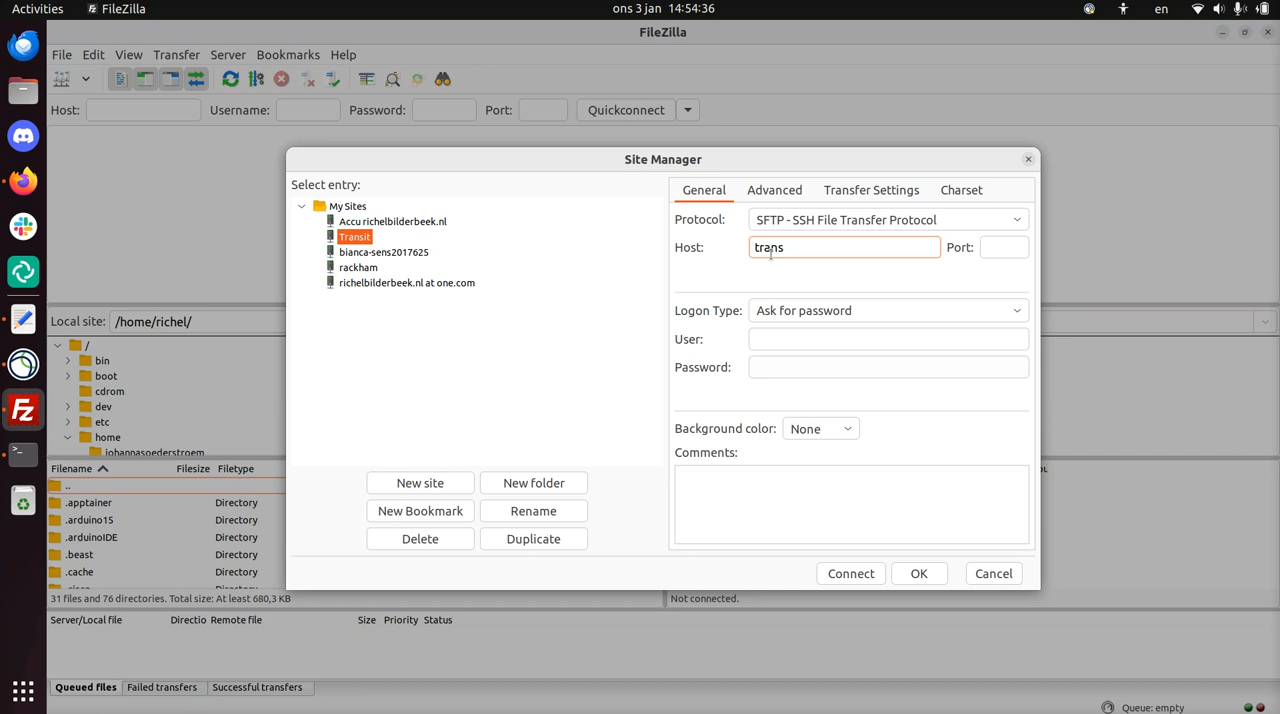 Activities FileZilla ons 3 jan 14:54:36 en
FileZilla
File Edit View Transfer Server Bookmarks Help
Host: Username: Password: Port: Quickconnect
Site Manager
Select entry:
My Sites
Accu richelbilderbeek.nl
Transit
bianca-sens2017625
rackham
richelbilderbeek.nl at one.com
New site New folder
New Bookmark Rename
Delete Duplicate
General Advanced Transfer Settings Charset
Protocol: SFTP - SSH File Transfer Protocol
Host: trans Port:
Logon Type: Ask for password
User:
Password:
Background color: None
Comments:
Connect OK Cancel
Local site: /home/richel/
/
bin
boot
cdrom
dev
etc
home
johannasoederstroem
Filename Filesize Filetype
..
.apptainer Directory
.arduino15 Directory
.arduinoIDE Directory
.beast Directory
.cache Directory
31 files and 76 directories. Total size: At least 680,3 KB
Not connected.
Server/Local file Directio Remote file Size Priority Status
Queued files Failed transfers Successful transfers
Queue: empty